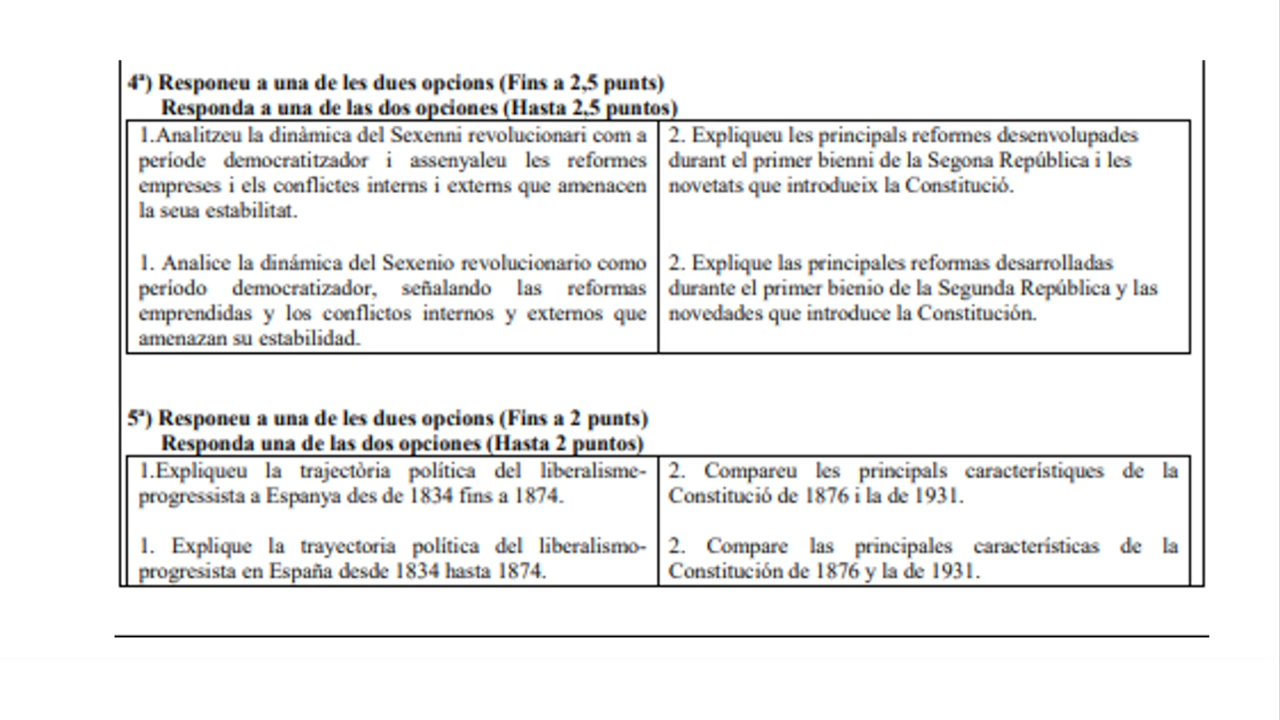 4ª) Responeu a una de les dues opcions (Fins a 2,5 punts)
Responda a una de las dos opciones (Hasta 2,5 puntos)
1.Analitzeu la dinàmica del Sexenni revolucionari com a
període democratitzador i assenyaleu les reformes
empreses i els conflictes interns i externs que amenacen
la seua estabilitat.
1. Analice la dinámica del Sexenio revolucionario como
período democratizador, señalando las reformas
emprendidas y los conflictos internos y externos que
amenazan su estabilidad.
2. Expliqueu les principals reformes desenvolupades
durant el primer bienni de la Segona República i les
novetats que introdueix la Constitució.
2. Explique las principales reformas desarrolladas
durante el primer bienio de la Segunda República y las
novedades que introduce la Constitución.
5ª) Responeu a una de les dues opcions (Fins a 2 punts)
Responda una de las dos opciones (Hasta 2 puntos)
1.Expliqueu la trajectòria política del liberalisme-
progressista a Espanya des de 1834 fins a 1874.
1. Explique la trayectoria política del liberalismo-
progresista en España desde 1834 hasta 1874.
2. Compareu les principals característiques de la
Constitució de 1876 i la de 1931.
2. Compare las principales características de la
Constitución de 1876 y la de 1931.